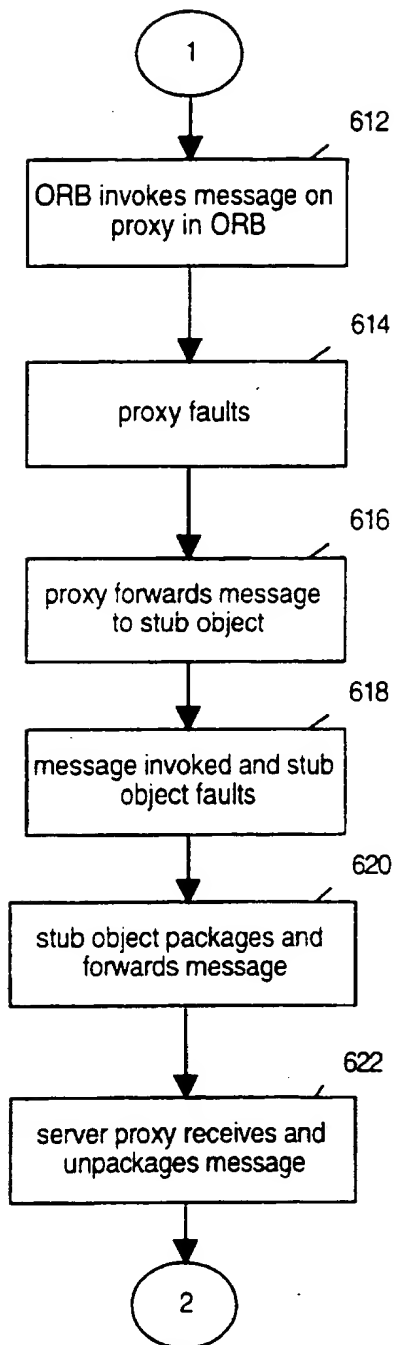 1
612
ORB invokes message on
proxy in ORB
614
proxy faults
616
proxy forwards message
to stub object
618
message invoked and stub
object faults
620
stub object packages and
forwards message
622
server proxy receives and
unpackages message
2